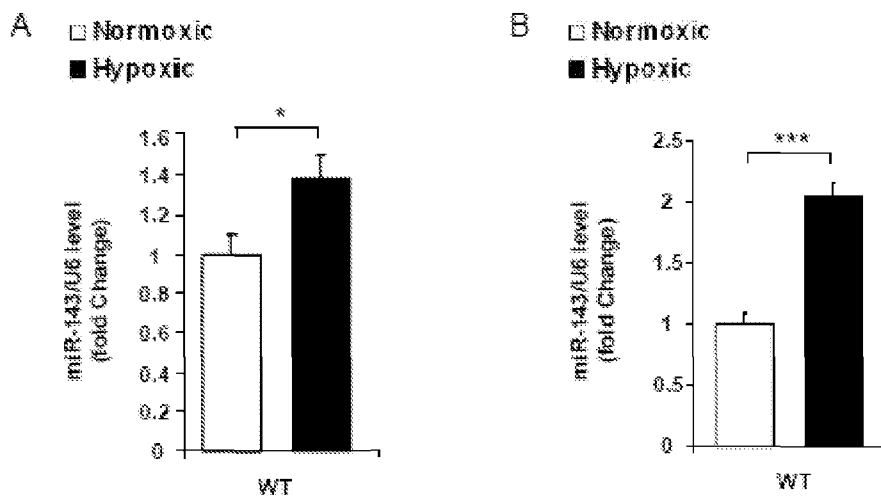 A
Normoxic
Hypoxic
*
1.6
1.4
1.2
1
0.8
0.6
0.4
0.2
0
miR-143/U6 level
(fold Change)
WT
B
Normoxic
Hypoxic
***
2.5
2
1.5
1
0.5
0
miR-143/U6 level
(fold Change)
WT